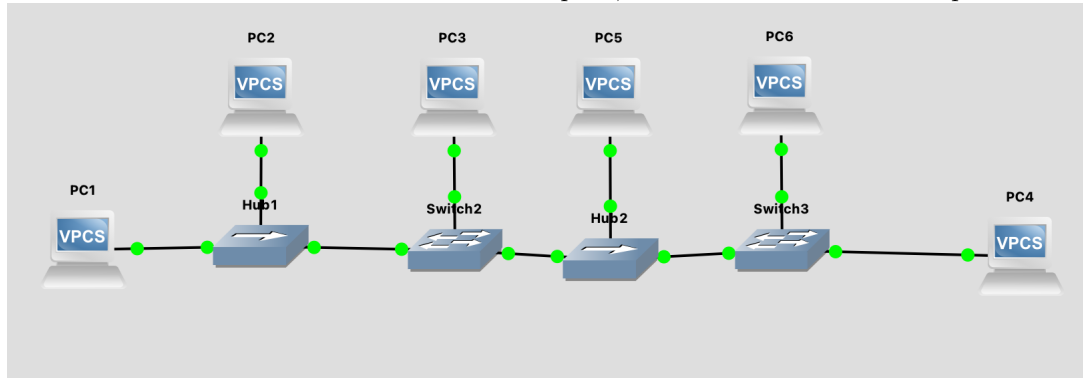 PC2
PC3
PC5
PC6
VPCS
VPCS
VPCS
VPCS
PC1
Hub1
Switch2
Hub2
Switch3
PC4
VPCS
VPCS